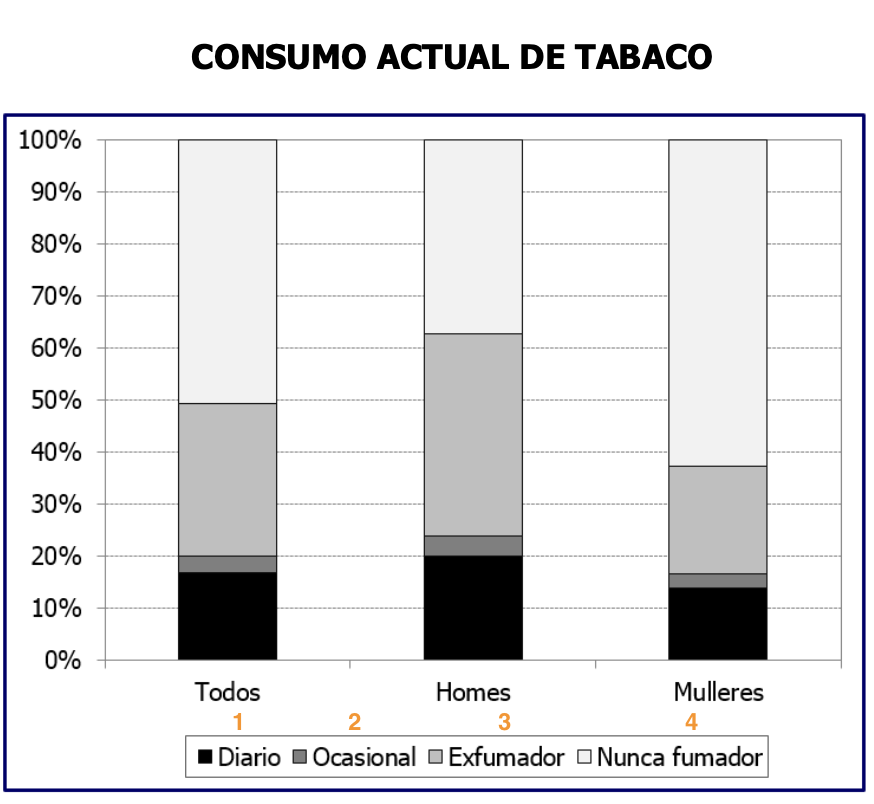 CONSUMO ACTUAL DE TABACO
100%
90%
80%
70%
60%
50%
40%
30%
20%
10%
0%
Todos Homes Mulleres
1 2 3 4
Diario Ocasional Exfumador Nunca fumador